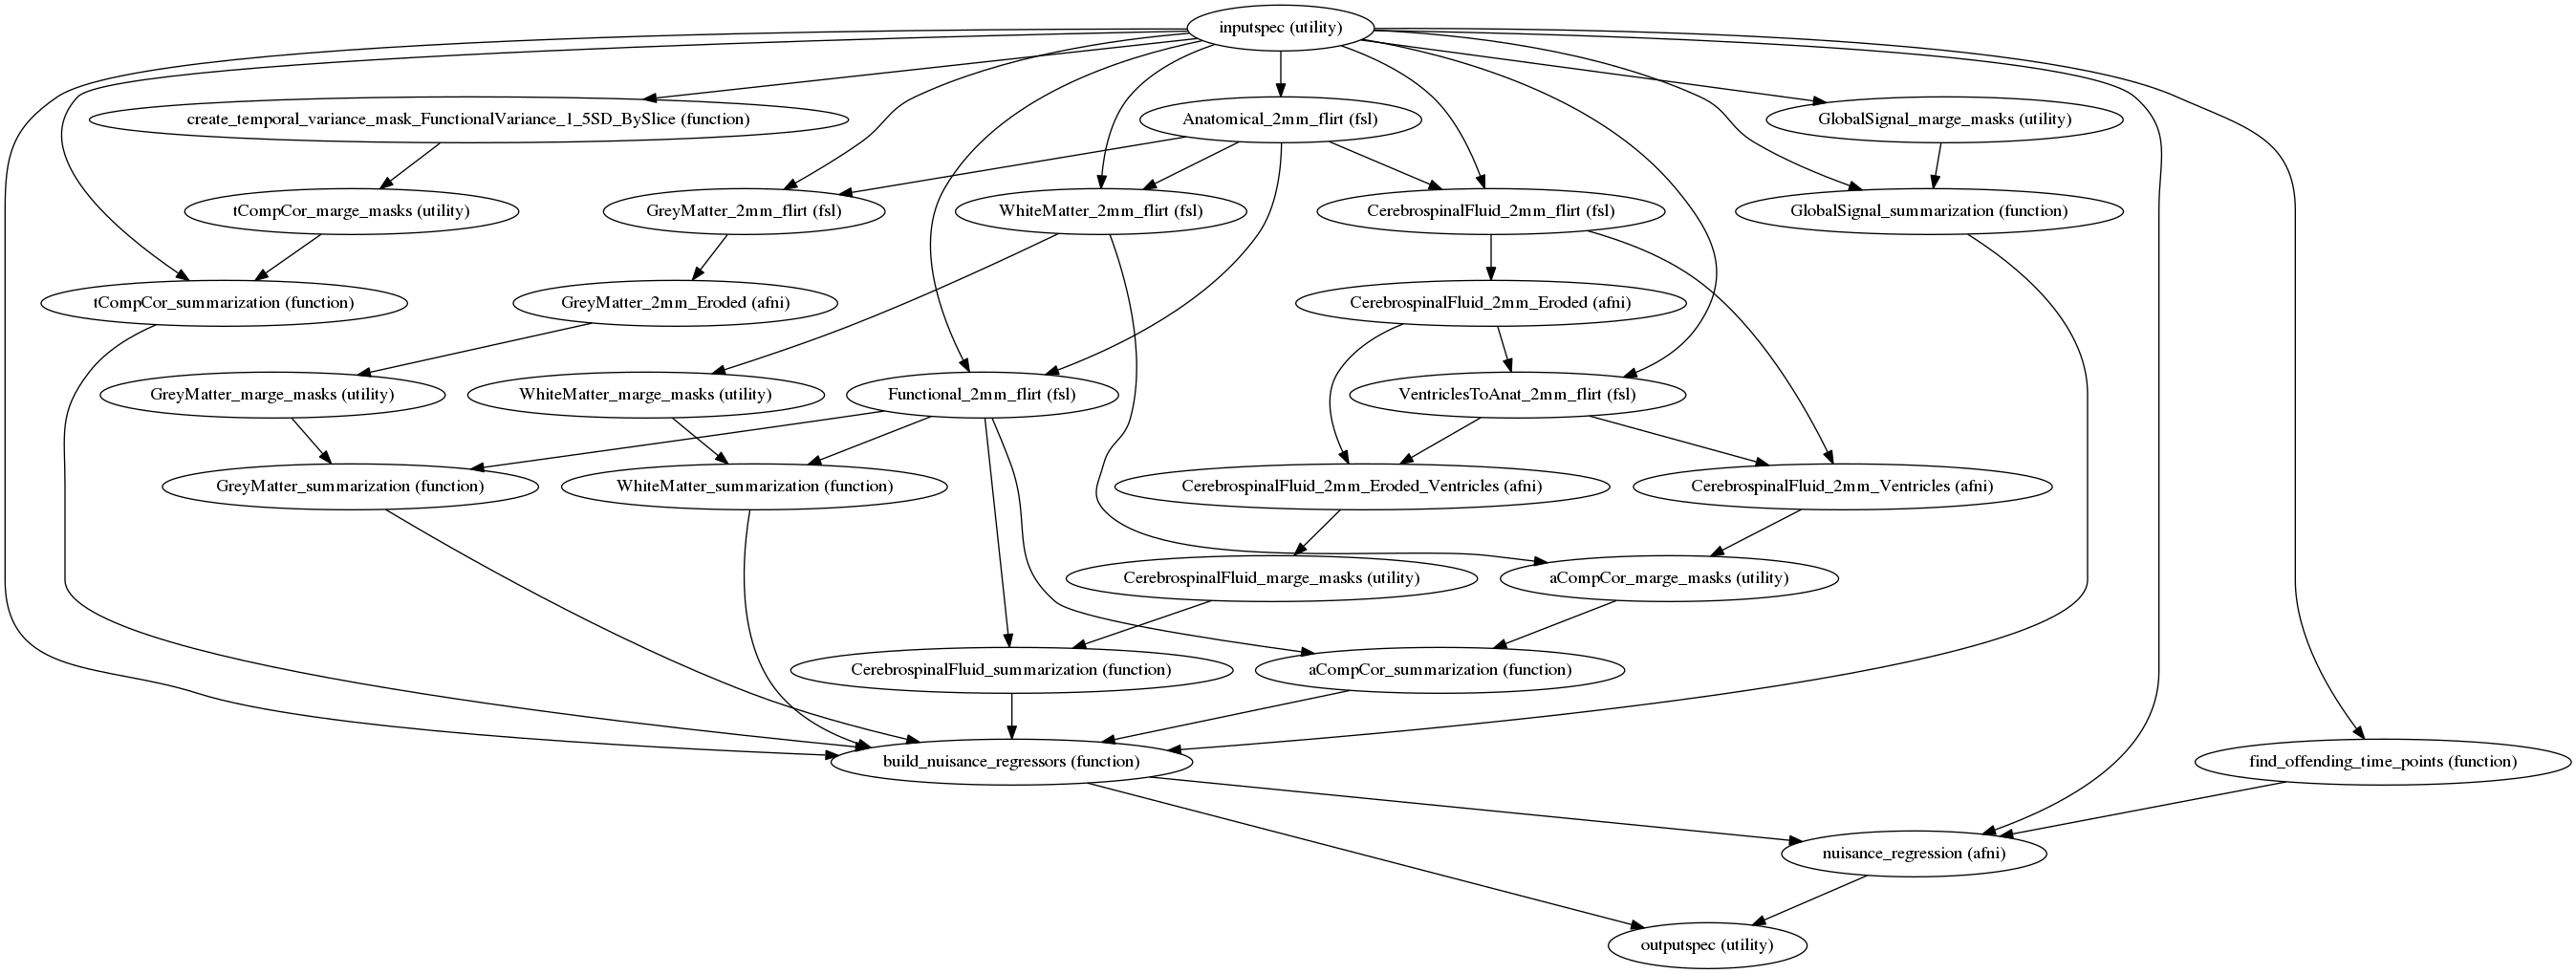 inputspec (utility)
create_temporal_variance_mask_FunctionalVariance_1_5SD_BySlice (function)
Anatomical_2mm_flirt (fsl)
GlobalSignal_marge_masks (utility)
tCompCor_marge_masks (utility)
GreyMatter_2mm_flirt (fsl)
WhiteMatter_2mm_flirt (fsl)
CerebrospinalFluid_2mm_flirt (fsl)
GlobalSignal_summarization (function)
tCompCor_summarization (function)
GreyMatter_2mm_Eroded (afni)
CerebrospinalFluid_2mm_Eroded (afni)
GreyMatter_marge_masks (utility)
WhiteMatter_marge_masks (utility)
Functional_2mm_flirt (fsl)
VentriclesToAnat_2mm_flirt (fsl)
GreyMatter_summarization (function)
WhiteMatter_summarization (function)
CerebrospinalFluid_2mm_Eroded_Ventricles (afni)
CerebrospinalFluid_2mm_Ventricles (afni)
CerebrospinalFluid_marge_masks (utility)
aCompCor_marge_masks (utility)
CerebrospinalFluid_summarization (function)
aCompCor_summarization (function)
build_nuisance_regressors (function)
find_offending_time_points (function)
nuisance_regression (afni)
outputspec (utility)